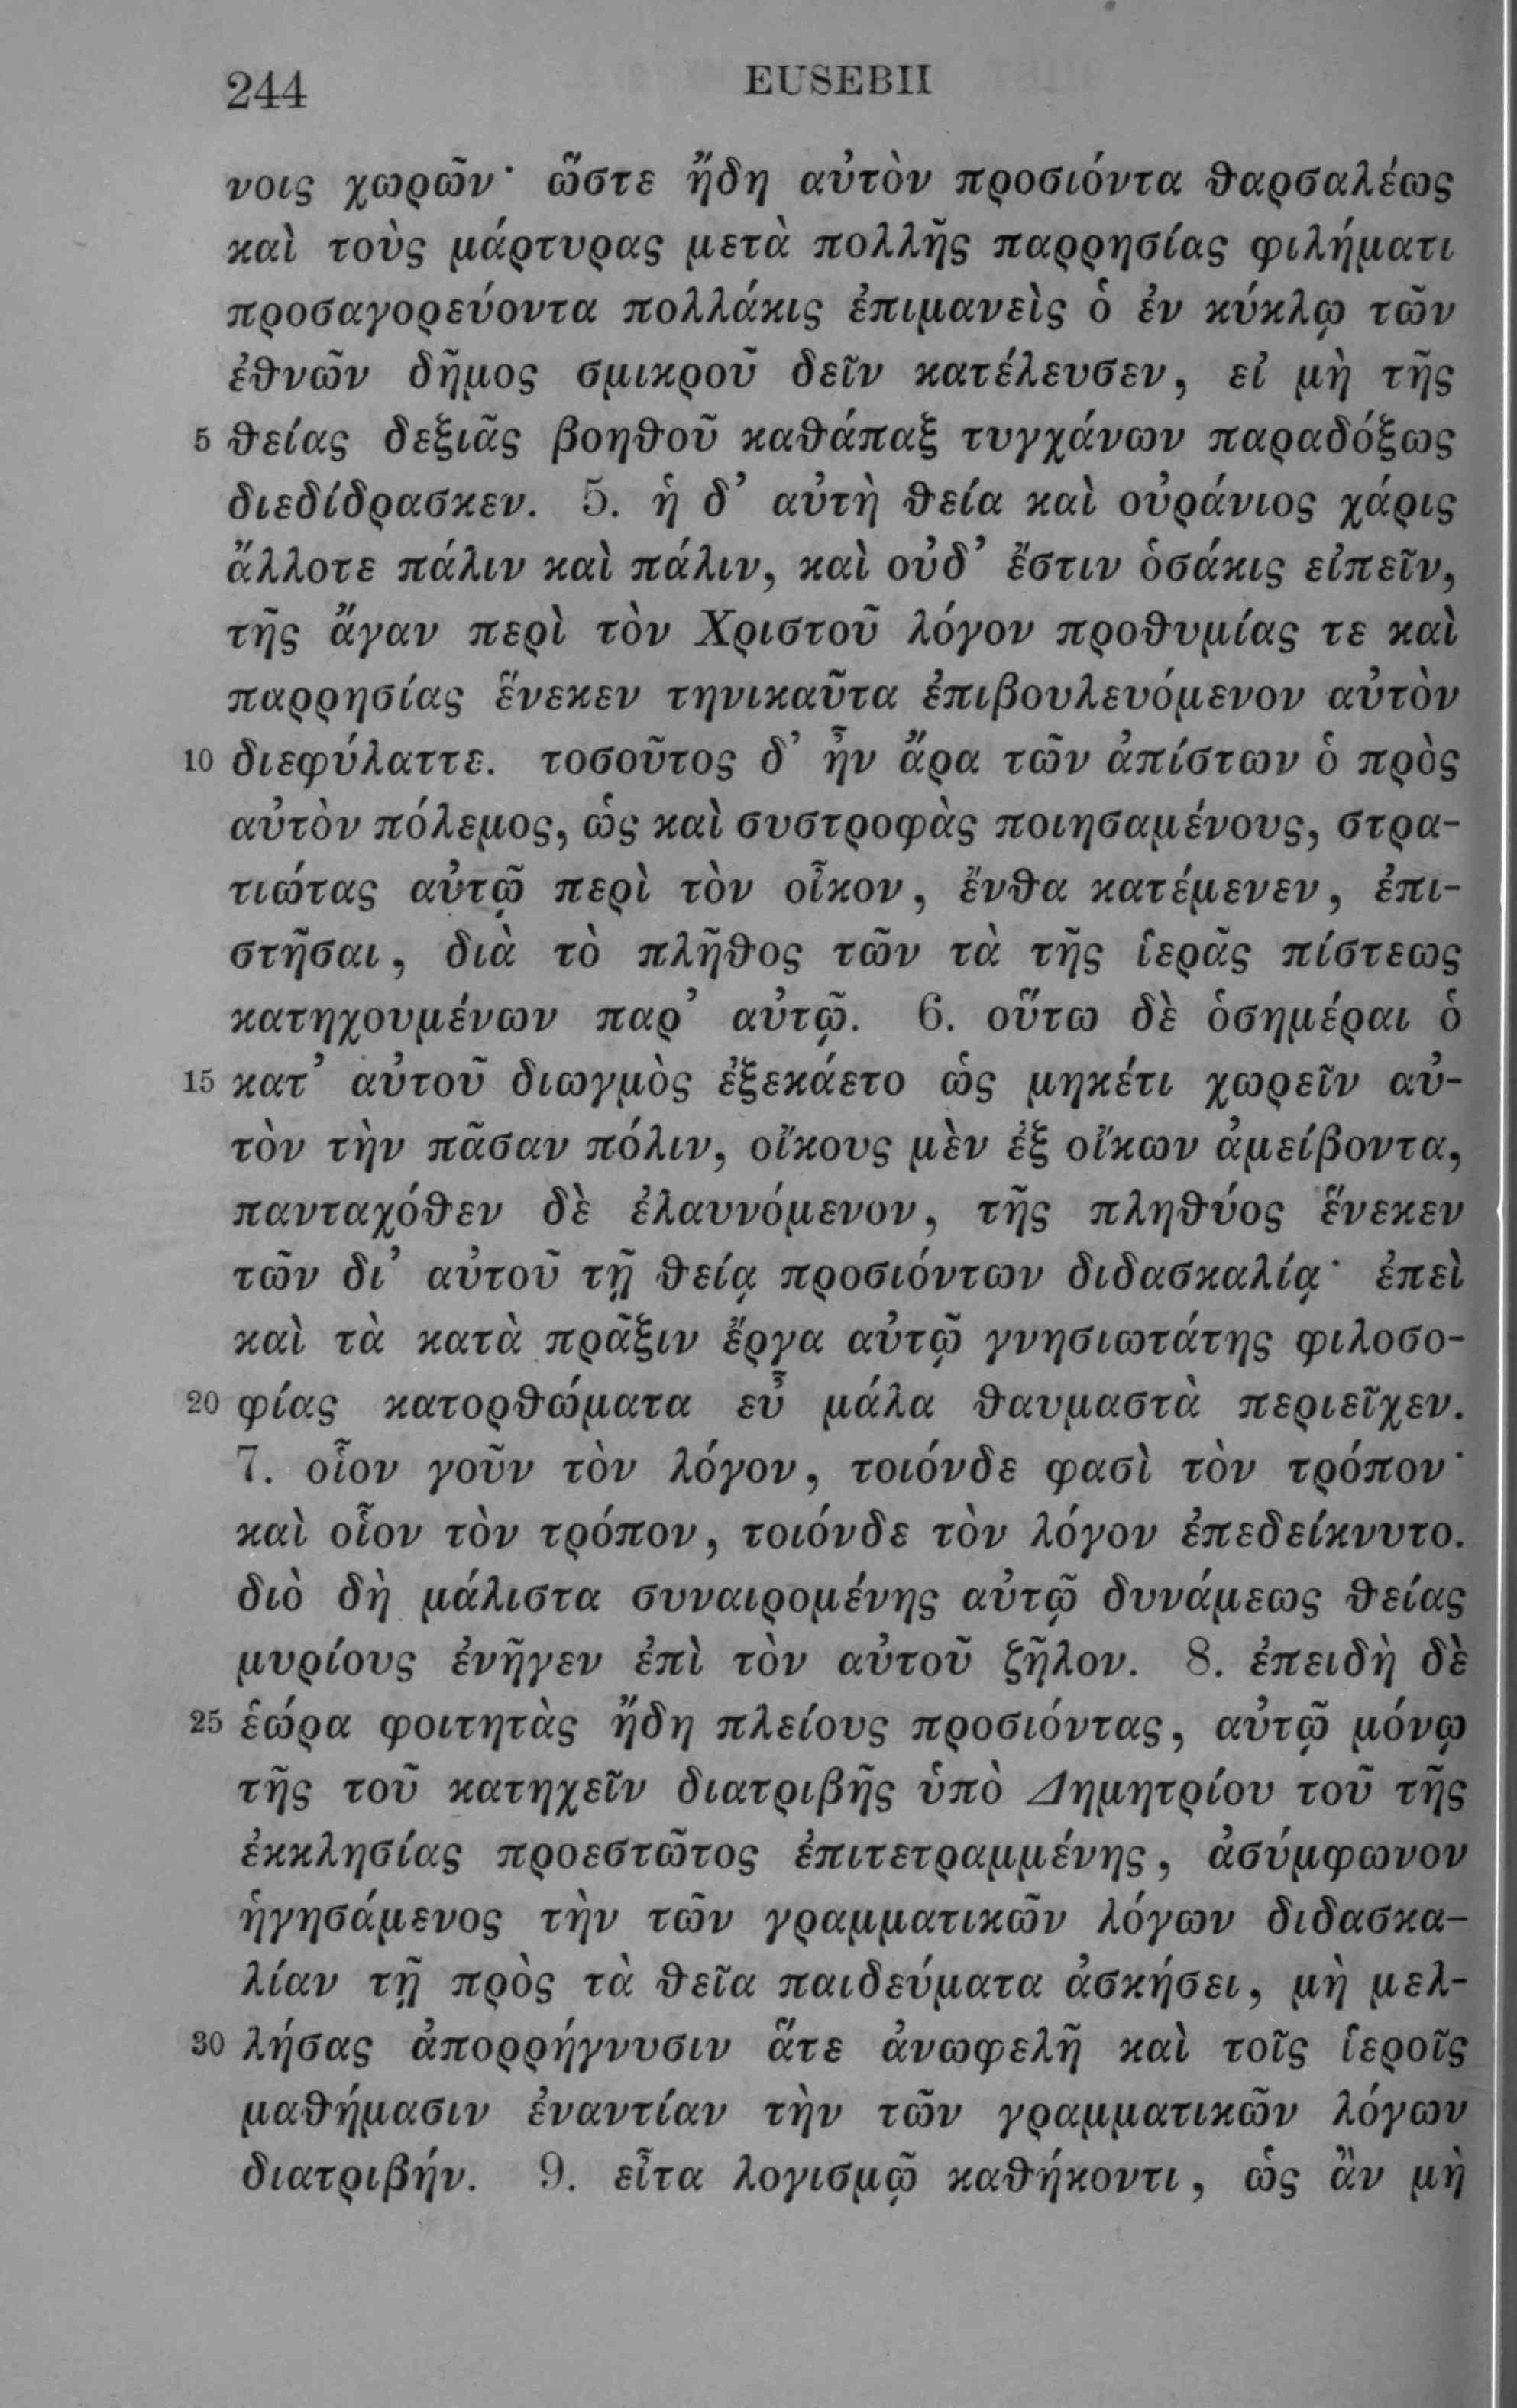 244 EUSEBII
νοις χωρῶν· ὥστε ἤδη αὐτὸν προσιόντα θαρσαλέως
καὶ τοὺς μάρτυρας μετὰ πολλῆς παρρησίας φιλήματι
προσαγορεύοντα πολλάκις ἐπιμανεὶς ὁ ἐν κύκλῳ τῶν
ἐθνῶν δῆμος σμικροῦ δεῖν κατέλευσεν, εἰ μὴ τῆς
5 θείας δεξιᾶς βοηθοῦ καθάπαξ τυγχάνων παραδόξως
διεδίδρασκεν. 5. ἡ δ’ αὐτὴ θεία καὶ οὐράνιος χάρις
ἄλλοτε πάλιν καὶ πάλιν, καὶ οὐδ’ ἔστιν ὁσάκις εἰπεῖν,
τῆς ἄγαν περὶ τὸν Χριστοῦ λόγον προθυμίας τε καὶ
παρρησίας ἕνεκεν τηνικαῦτα ἐπιβουλευόμενον αὐτὸν
10 διεφύλαττε. τοσοῦτος δ’ ἦν ἄρα τῶν ἀπίστων ὁ πρὸς
αὐτὸν πόλεμος, ὡς καὶ συστροφὰς ποιησαμένους, στρα-
τιώτας αὐτῷ περὶ τὸν οἶκον, ἔνθα κατέμενεν, ἐπι-
στῆσαι, διὰ τὸ πλῆθος τῶν τὰ τῆς ἱερᾶς πίστεως
κατηχουμένων παρ’ αὐτῷ. 6. οὕτω δὲ ὁσημέραι ὁ
15 κατ’ αὐτοῦ διωγμὸς ἐξεκάετο ὡς μηκέτι χωρεῖν αὐ-
τὸν τὴν πᾶσαν πόλιν, οἴκους μὲν ἐξ οἴκων ἀμείβοντα,
πανταχόθεν δὲ ἐλαυνόμενον, τῆς πληθύος ἕνεκεν
τῶν δι’ αὐτοῦ τῇ θείᾳ προσιόντων διδασκαλίᾳ· ἐπεὶ
καὶ τὰ κατὰ πρᾶξιν ἔργα αὐτῷ γνησιωτάτης φιλοσο-
20 φίας κατορθώματα εὖ μάλα θαυμαστὰ περιεῖχεν.
7. οἷον γοῦν τὸν λόγον, τοιόνδε φασὶ τὸν τρόπον·
καὶ οἷον τὸν τρόπον, τοιόνδε τὸν λόγον ἐπεδείκνυτο.
διὸ δὴ μάλιστα συναιρομένης αὐτῷ δυνάμεως θείας
μυρίους ἐνῆγεν ἐπὶ τὸν αὐτοῦ ζῆλον. 8. ἐπειδὴ δὲ
25 ἑώρα φοιτητὰς ἤδη πλείους προσιόντας, αὐτῷ μόνῳ
τῆς τοῦ κατηχεῖν διατριβῆς ὑπὸ Δημητρίου τοῦ τῆς
ἐκκλησίας προεστῶτος ἐπιτετραμμένης, ἀσύμφωνον
ἡγησάμενος τὴν τῶν γραμματικῶν λόγων διδασκα-
λίαν τῇ πρὸς τὰ θεῖα παιδεύματα ἀσκήσει, μὴ μελ-
30 λήσας ἀπορρήγνυσιν ἅτε ἀνωφελῆ καὶ τοῖς ἱεροῖς
μαθήμασιν ἐναντίαν τὴν τῶν γραμματικῶν λόγων
διατριβήν. 9. εἶτα λογισμῷ καθήκοντι, ὡς ἂν μὴ